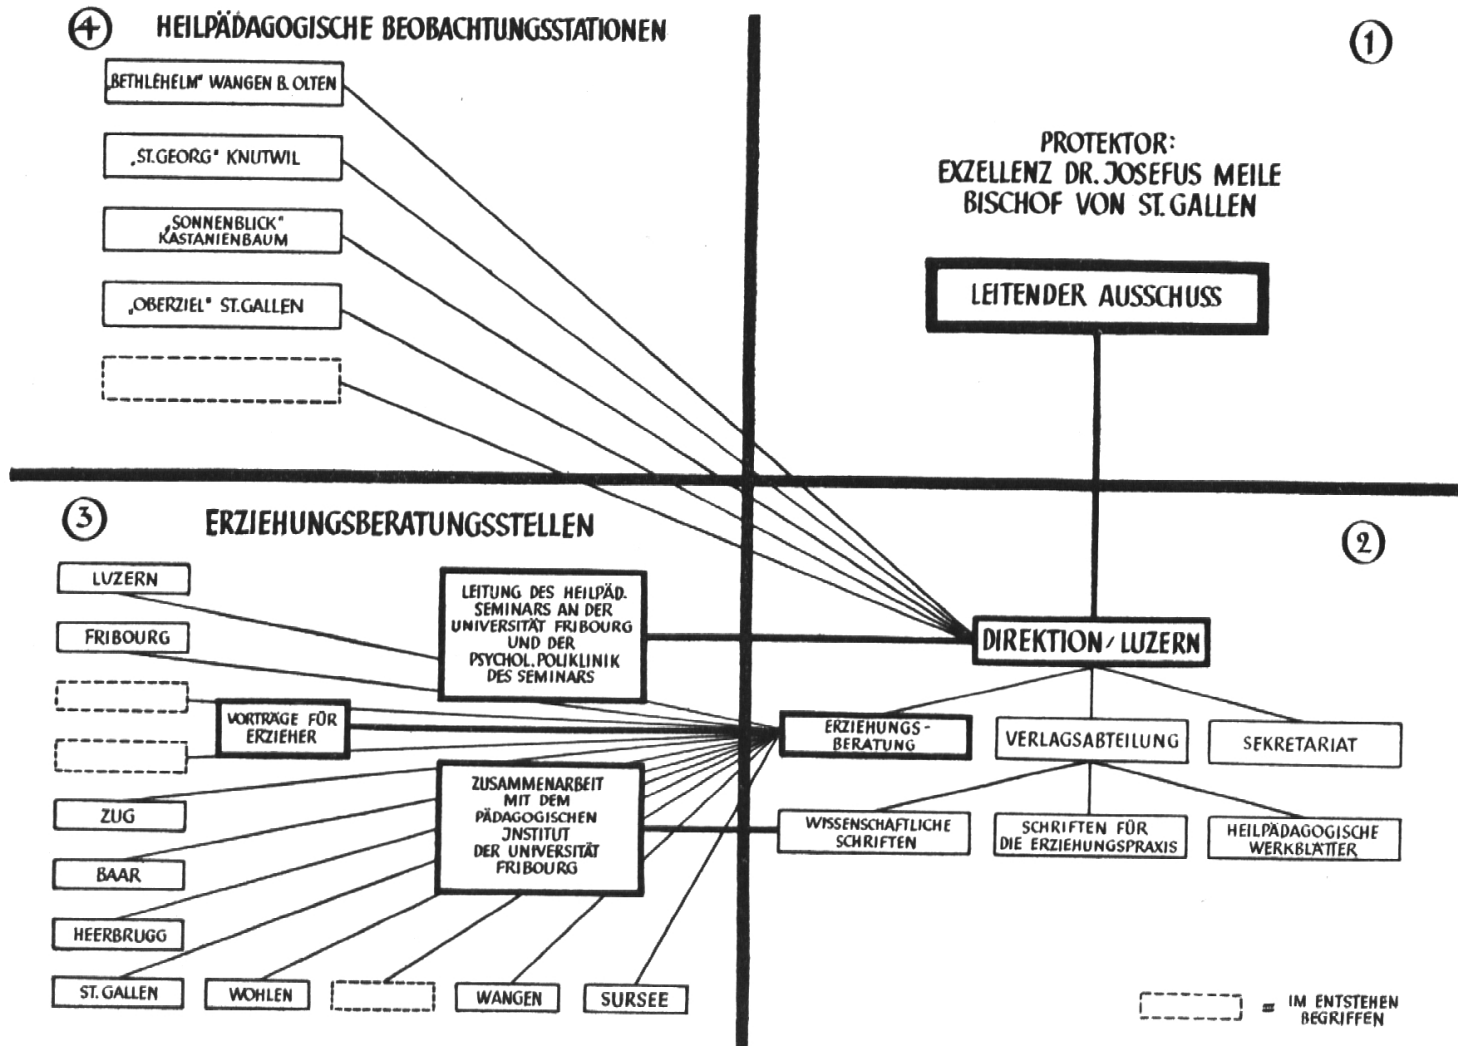 4
HEILPÄDAGOGISCHE BEOBACHTUNGSSTATIONEN
„BETHLEHELM“ WANGEN B. OLTEN
„ST.GEORG“ KNUTWIL
„SONNENBLICK“
KASTANIENBAUM
„OBERZIEL“ ST.GALLEN
1
PROTEKTOR:
EXZELLENZ DR. JOSEFUS MEILE
BISCHOF VON ST. GALLEN
LEITENDER AUSSCHUSS
3
ERZIEHUNGSBERATUNGSSTELLEN
LUZERN
FRIBOURG
VORTRÄGE FÜR
ERZIEHER
ZUG
BAAR
HEERBRUGG
ST. GALLEN
WOHLEN
WANGEN
SURSEE
LEITUNG DES HEILPÄD.
SEMINARS AN DER
UNIVERSITÄT FRIBOURG
UND DER
PSYCHOL. POLIKLINIK
DES SEMINARS
ZUSAMMENARBEIT
MIT DEM
PÄDAGOGISCHEN
JNSTITUT
DER UNIVERSITÄT
FRIBOURG
2
DIREKTION / LUZERN
ERZIEHUNGS-
BERATUNG
VERLAGSABTEILUNG
SEKRETARIAT
WISSENSCHAFTLICHE
SCHRIFTEN
SCHRIFTEN FÜR
DIE ERZIEHUNGSPRAXIS
HEILPÄDAGOGISCHE
WERKBLÄTTER
= IM ENTSTEHEN
BEGRIFFEN